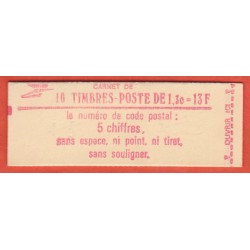 CARNET DE
10 TIMBRES-POSTE DE 1,30 = 13 F
le numéro de code postal :
5 chiffres,
sans espace, ni point, ni tiret,
sans souligner.
OUVRIR